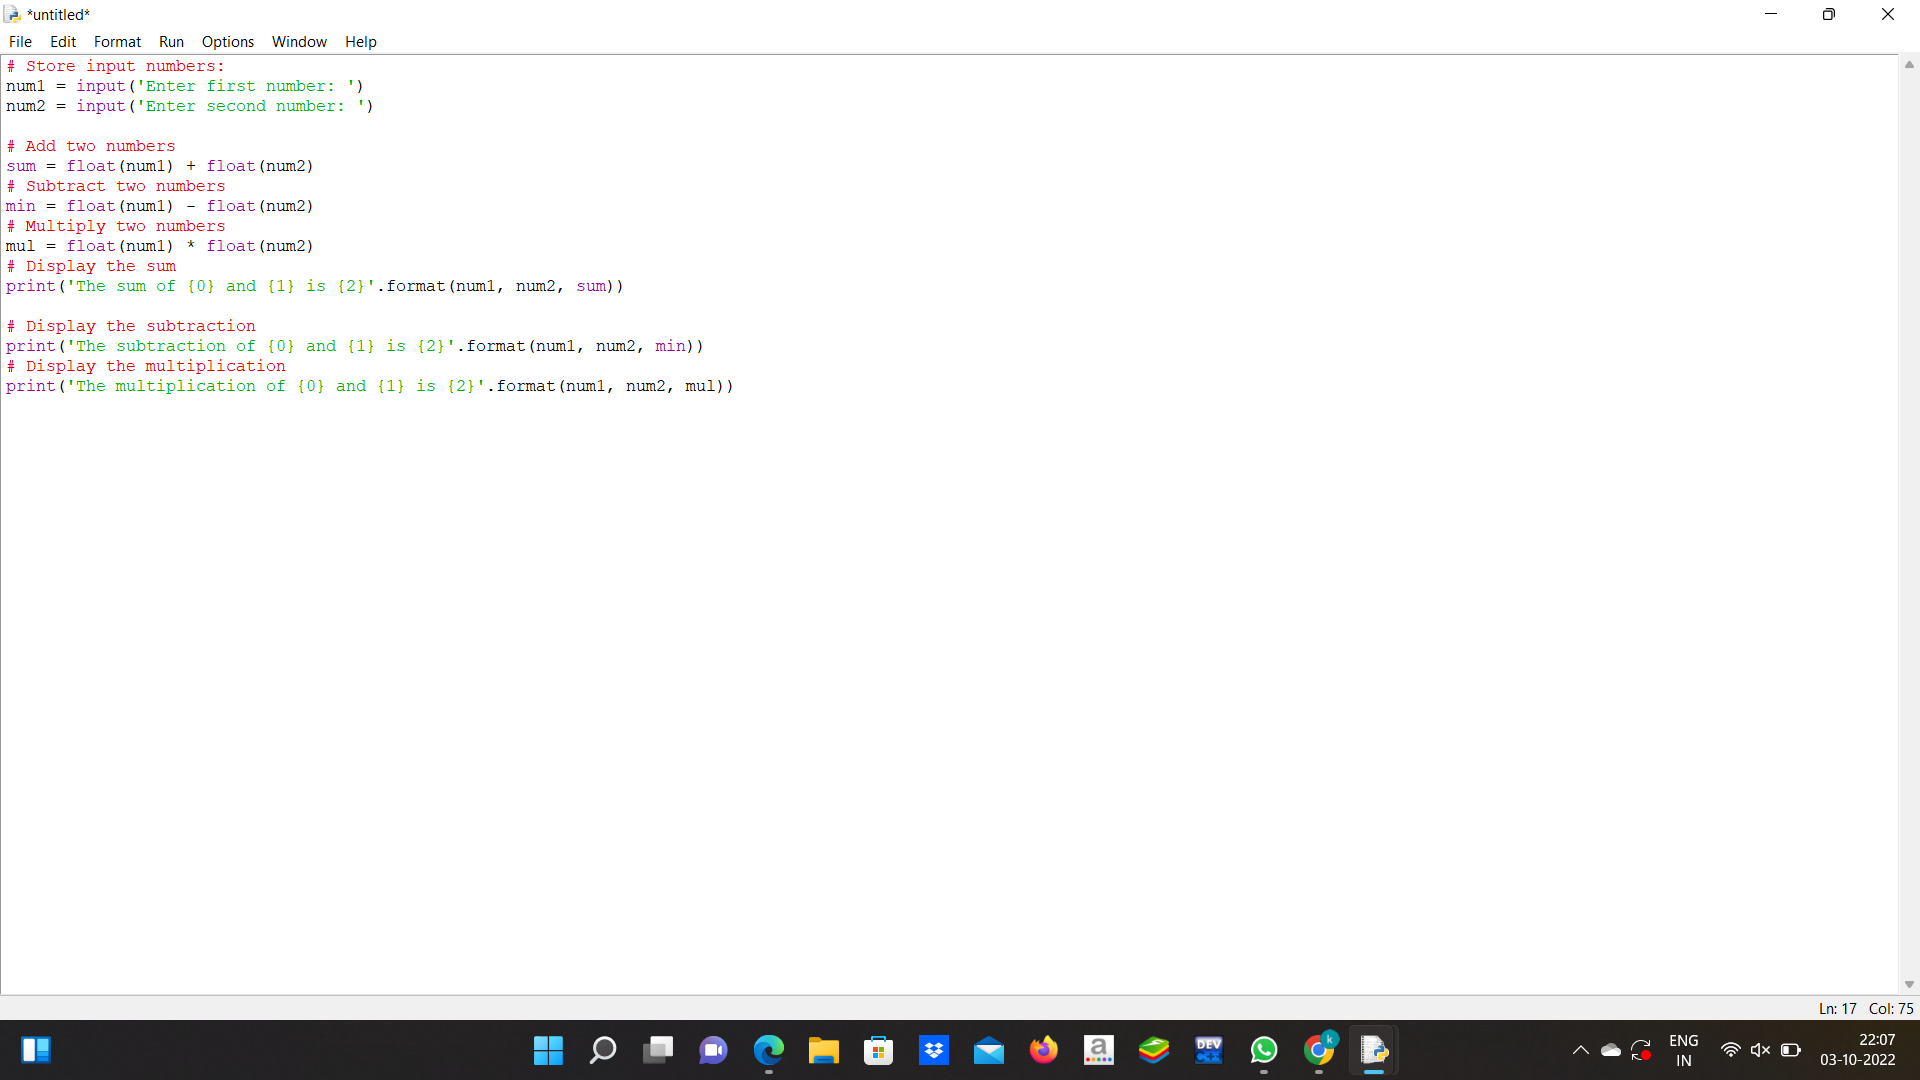 *untitled*
File Edit Format Run Options Window Help
# Store input numbers:
num1 = input('Enter first number: ')
num2 = input('Enter second number: ')

# Add two numbers
sum = float(num1) + float(num2)
# Subtract two numbers
min = float(num1) - float(num2)
# Multiply two numbers
mul = float(num1) * float(num2)
# Display the sum
print('The sum of {0} and {1} is {2}'.format(num1, num2, sum))

# Display the subtraction
print('The subtraction of {0} and {1} is {2}'.format(num1, num2, min))
# Display the multiplication
print('The multiplication of {0} and {1} is {2}'.format(num1, num2, mul))
Ln: 17 Col: 75
a
DEV
C++
k
ENG
IN
22:07
03-10-2022